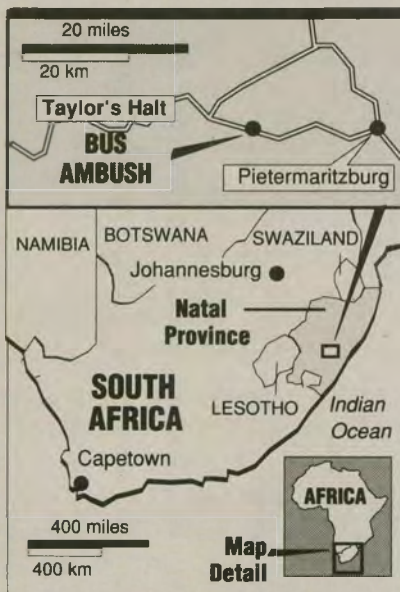 20 miles
20 km
Taylor's Halt
BUS
AMBUSH
Pietermaritzburg
NAMIBIA
BOTSWANA
SWAZILAND
Johannesburg
Natal
Province
SOUTH
AFRICA
LESOTHO
Indian
Ocean
Capetown
AFRICA
400 miles
400 km
Map
Detail